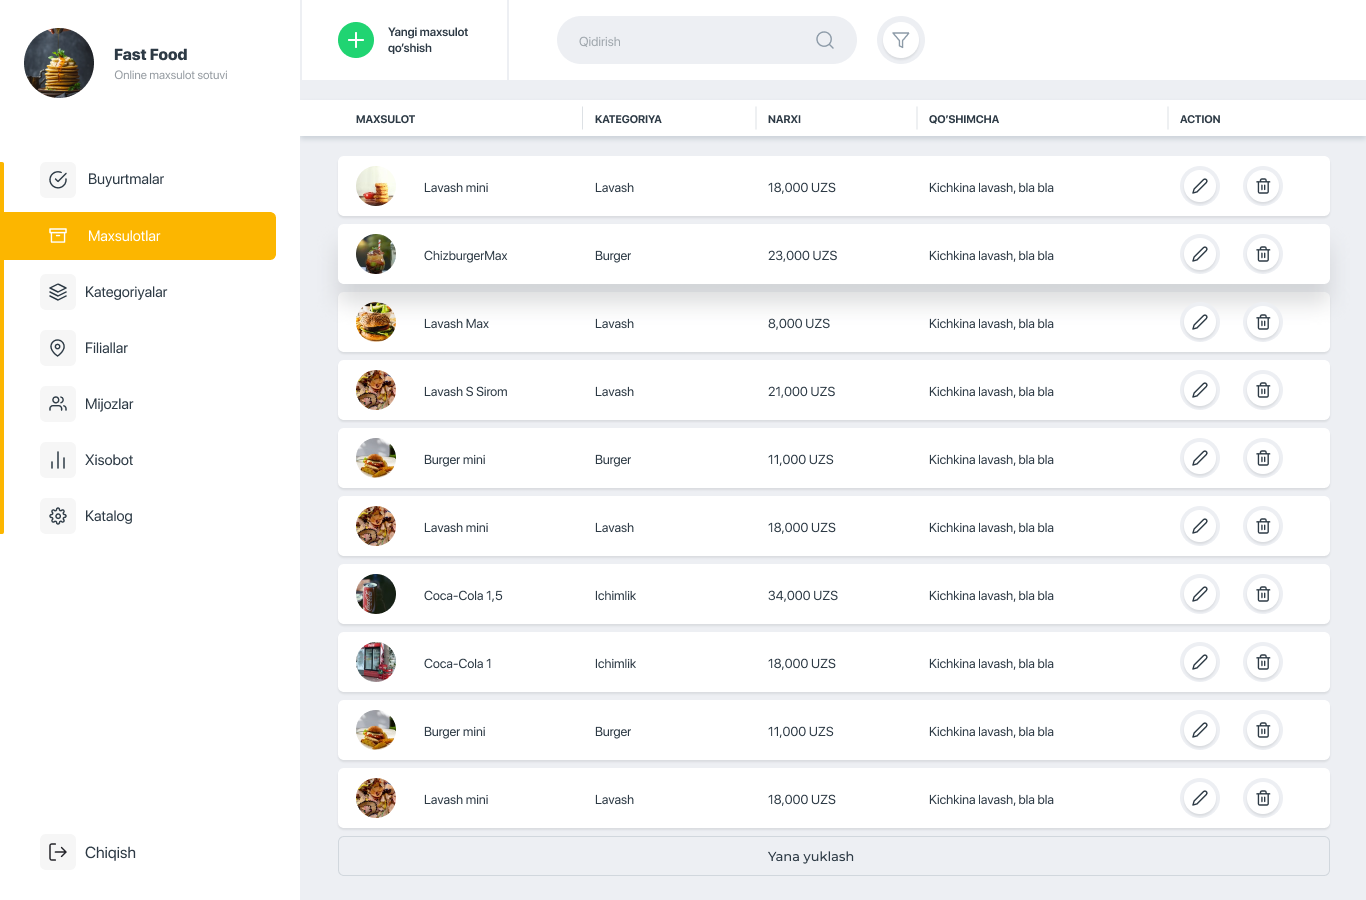 Fast Food
Online maxsulot sotuvi
Buyurtmalar
Maxsulotlar
Kategoriyalar
Filiallar
Mijozlar
Xisobot
Katalog
Chiqish
Yangi maxsulot
qo‘shish
Qidirish
MAXSULOT KATEGORIYA NARXI QO‘SHIMCHA ACTION
Lavash mini Lavash 18,000 UZS Kichkina lavash, bla bla
ChizburgerMax Burger 23,000 UZS Kichkina lavash, bla bla
Lavash Max Lavash 8,000 UZS Kichkina lavash, bla bla
Lavash S Sirom Lavash 21,000 UZS Kichkina lavash, bla bla
Burger mini Burger 11,000 UZS Kichkina lavash, bla bla
Lavash mini Lavash 18,000 UZS Kichkina lavash, bla bla
Coca-Cola 1,5 Ichimlik 34,000 UZS Kichkina lavash, bla bla
Coca-Cola 1 Ichimlik 18,000 UZS Kichkina lavash, bla bla
Burger mini Burger 11,000 UZS Kichkina lavash, bla bla
Lavash mini Lavash 18,000 UZS Kichkina lavash, bla bla
Yana yuklash